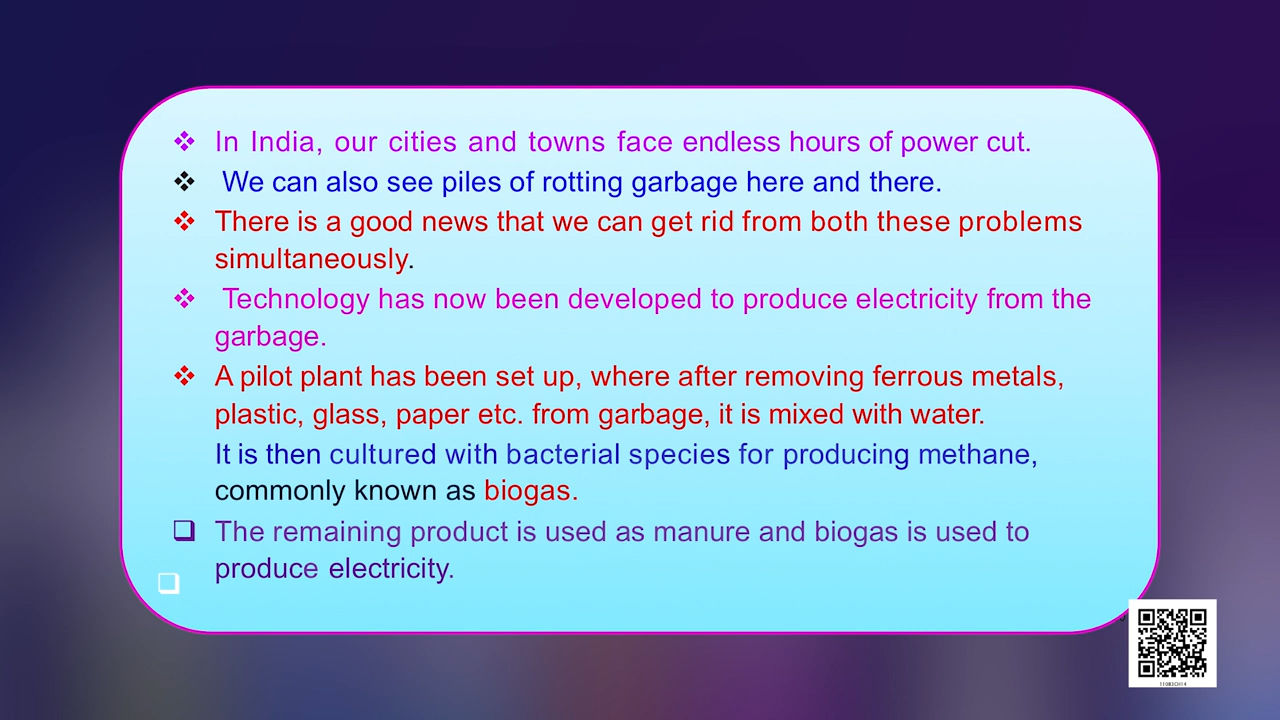 ❖ In India, our cities and towns face endless hours of power cut.
❖ We can also see piles of rotting garbage here and there.
❖ There is a good news that we can get rid from both these problems
simultaneously.
❖ Technology has now been developed to produce electricity from the
garbage.
❖ A pilot plant has been set up, where after removing ferrous metals,
plastic, glass, paper etc. from garbage, it is mixed with water.
It is then cultured with bacterial species for producing methane,
commonly known as biogas.
❑ The remaining product is used as manure and biogas is used to
produce electricity.
❑